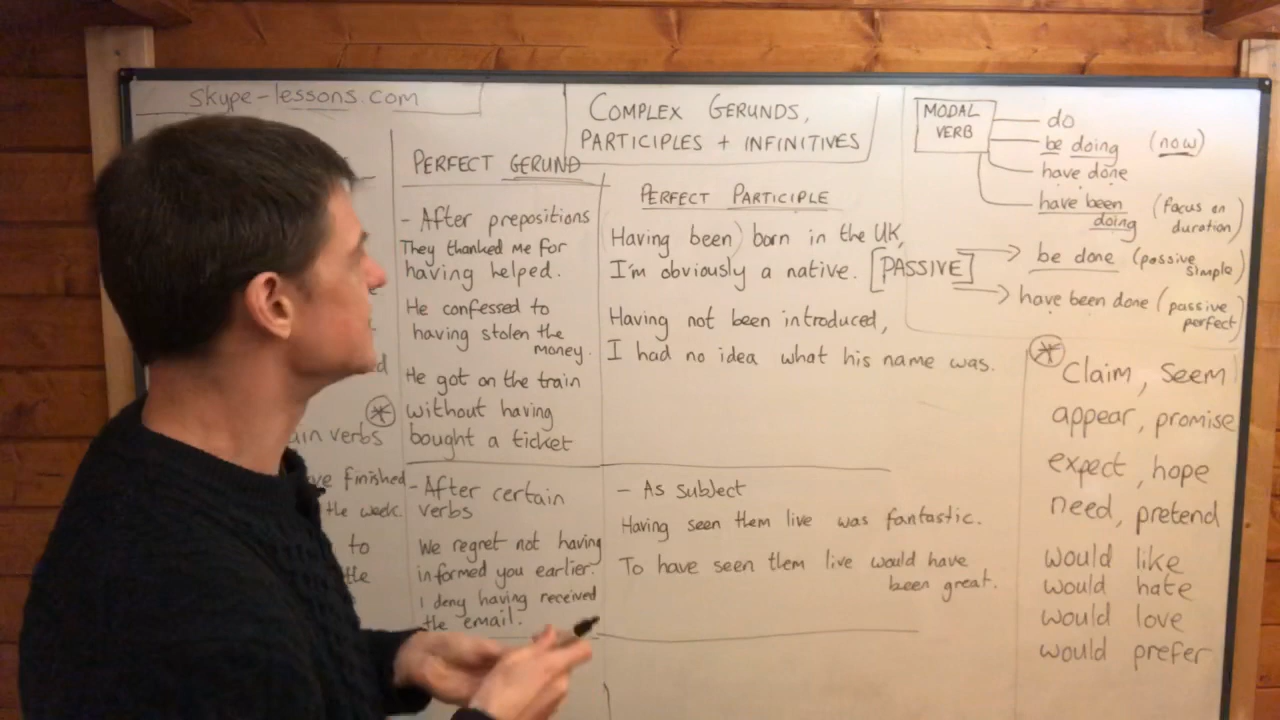 skype-lessons.com
COMPLEX GERUNDS,
PARTICIPLES + INFINITIVES
MODAL
VERB
do
be doing (now)
have done
have been
doing
(focus on
duration)
be done (passive
simple)
have been done (passive
perfect)
PERFECT GERUND
- After prepositions
They thanked me for
having helped.
He confessed to
having stolen the
money.
He got on the train
without having
bought a ticket
- After certain
verbs
We regret not having
informed you earlier.
I deny having received
the email.
PERFECT PARTICIPLE
(Having been) born in the UK,
I'm obviously a native. [PASSIVE]
Having not been introduced,
I had no idea what his name was.
- As subject
Having seen them live was fantastic.
To have seen them live would have
been great.
verbs
finished
the week.
to
* Claim, seem
appear, promise
expect, hope
need, pretend
would like
would hate
would love
would prefer